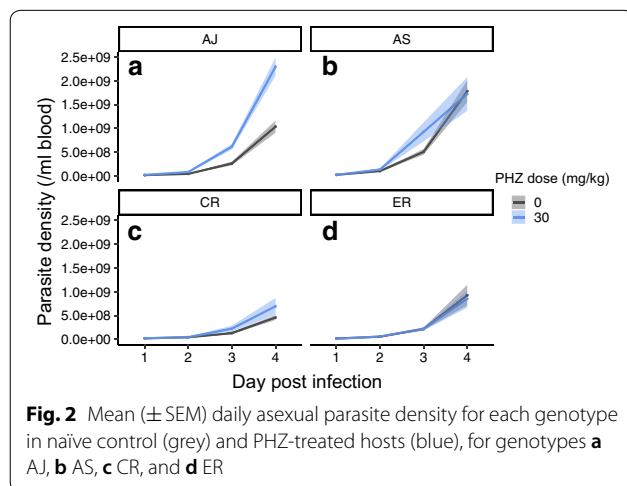 AJ
AS
a
b
2.5e+09
2.0e+09
1.5e+09
1.0e+09
5.0e+08
0.0e+00
CR
ER
c
d
2.5e+09
2.0e+09
1.5e+09
1.0e+09
5.0e+08
0.0e+00
1 2 3 4
1 2 3 4
Parasite density (/ml blood)
Day post infection
PHZ dose (mg/kg)
0
30
Fig. 2 Mean (± SEM) daily asexual parasite density for each genotype
in naïve control (grey) and PHZ-treated hosts (blue), for genotypes a
AJ, b AS, c CR, and d ER